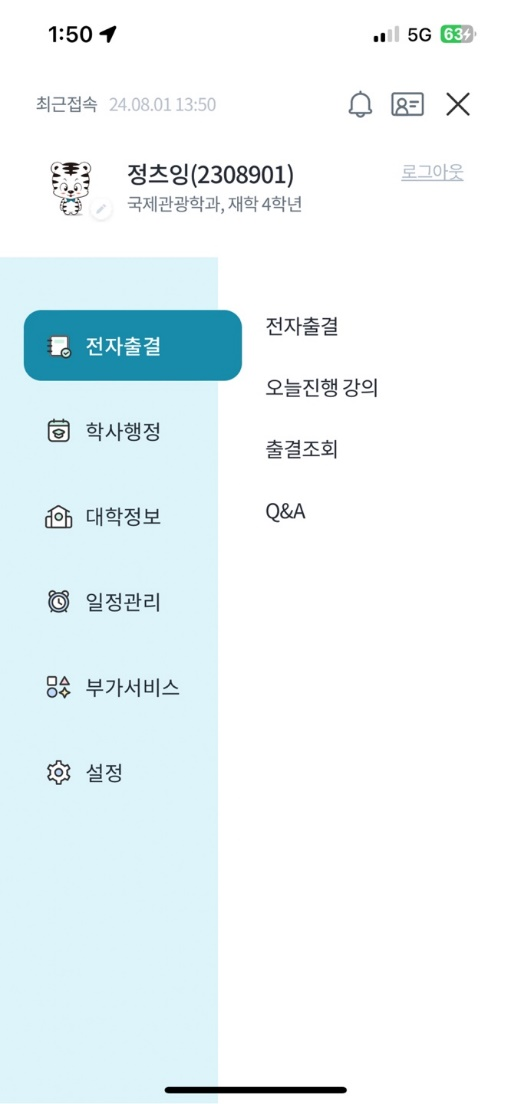 1:50
5G 63
최근접속 24.08.01 13:50
정츠잉(2308901)
로그아웃
국제관광학과, 재학 4학년
전자출결
학사행정
대학정보
일정관리
부가서비스
설정
전자출결
오늘진행 강의
출결조회
Q&A